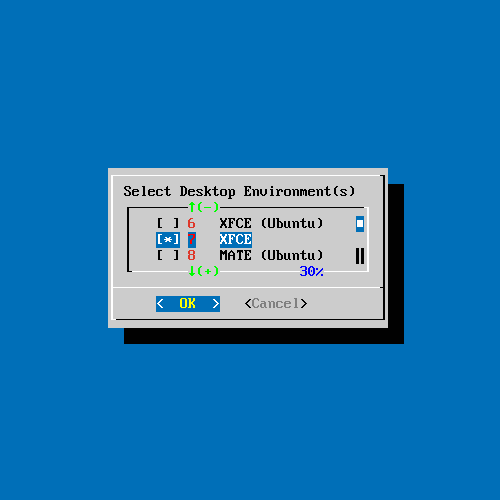 Select Desktop Environment(s)
↑(-)
[ ] 6 XFCE (Ubuntu)
[*] 7 XFCE
[ ] 8 MATE (Ubuntu)
↓(+) 30%
< OK > <Cancel>